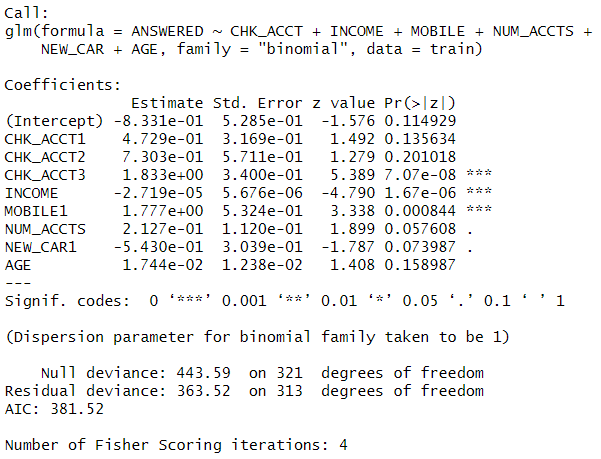 Call:
glm(formula = ANSWERED ~ CHK_ACCT + INCOME + MOBILE + NUM_ACCTS +
    NEW_CAR + AGE, family = "binomial", data = train)

Coefficients:
              Estimate Std. Error z value Pr(>|z|)
(Intercept) -8.331e-01  5.285e-01  -1.576 0.114929
CHK_ACCT1    4.729e-01  3.169e-01   1.492 0.135634
CHK_ACCT2    7.303e-01  5.711e-01   1.279 0.201018
CHK_ACCT3    1.833e+00  3.400e-01   5.389 7.07e-08 ***
INCOME      -2.719e-05  5.676e-06  -4.790 1.67e-06 ***
MOBILE1      1.777e+00  5.324e-01   3.338 0.000844 ***
NUM_ACCTS    2.127e-01  1.120e-01   1.899 0.057608 .
NEW_CAR1    -5.430e-01  3.039e-01  -1.787 0.073987 .
AGE          1.744e-02  1.238e-02   1.408 0.158987
---
Signif. codes:  0 ‘***’ 0.001 ‘**’ 0.01 ‘*’ 0.05 ‘.’ 0.1 ‘ ’ 1

(Dispersion parameter for binomial family taken to be 1)

    Null deviance: 443.59  on 321  degrees of freedom
Residual deviance: 363.52  on 313  degrees of freedom
AIC: 381.52

Number of Fisher Scoring iterations: 4